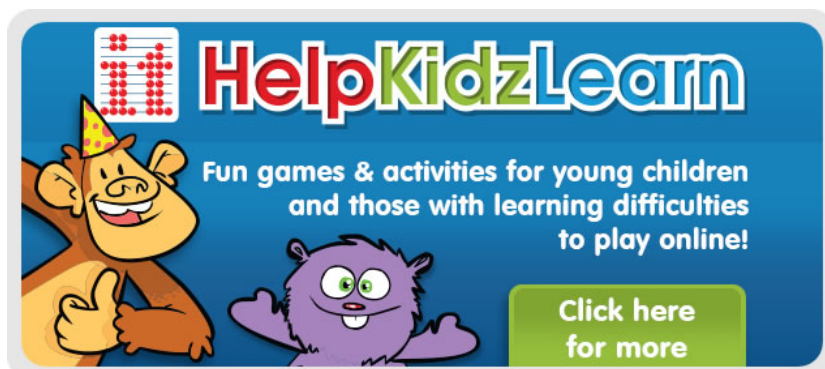 HelpKidzLearn
Fun games & activities for young children
and those with learning difficulties
to play online!
Click here
for more